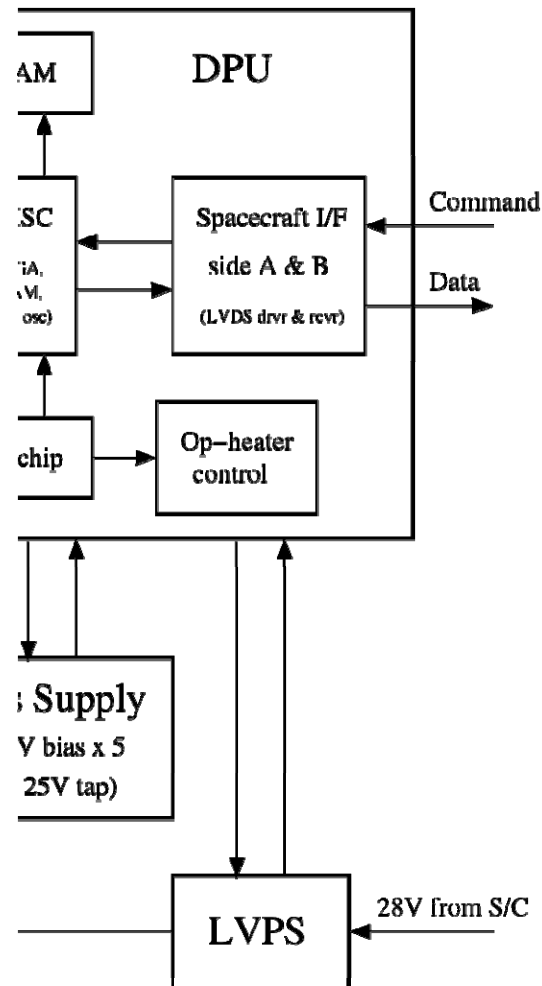 AM
DPU
Command
Spacecraft I/F
side A & B
(LVDS drvr & rcvr)
Data
osc)
chip
Op-heater
control
Supply
V bias x 5
25V tap)
28V from S/C
LVPS